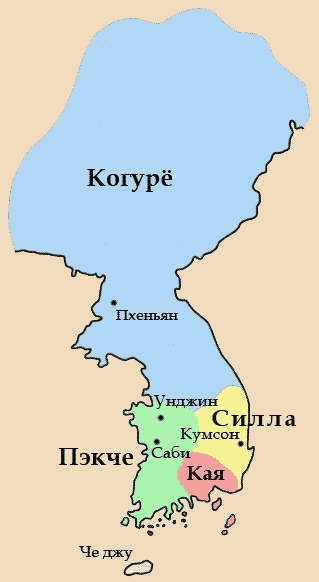 Когурё
Пхеньян
Унджин
Силла
Кумсон
Саби
Пэкче
Кая
Че джу